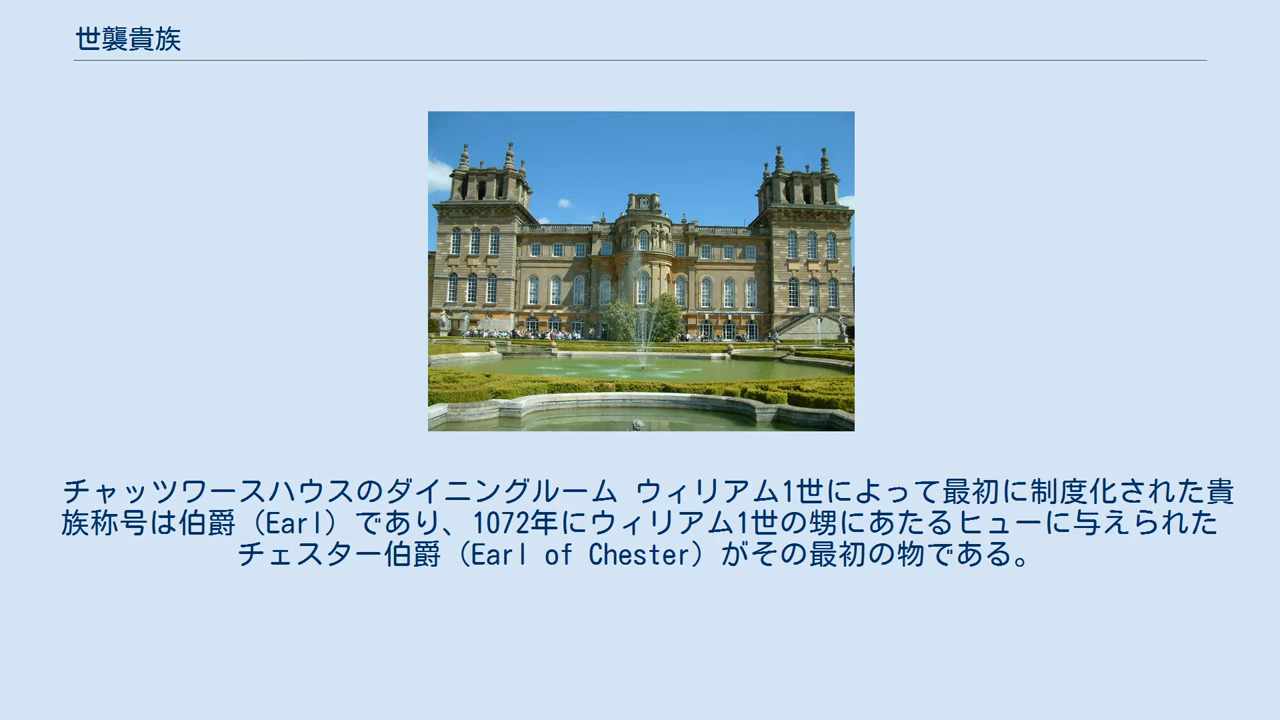 世襲貴族
チャッツワースハウスのダイニングルーム ウィリアム1世によって最初に制度化された貴
族称号は伯爵（Earl）であり、1072年にウィリアム1世の甥にあたるヒューに与えられた
チェスター伯爵（Earl of Chester）がその最初の物である。